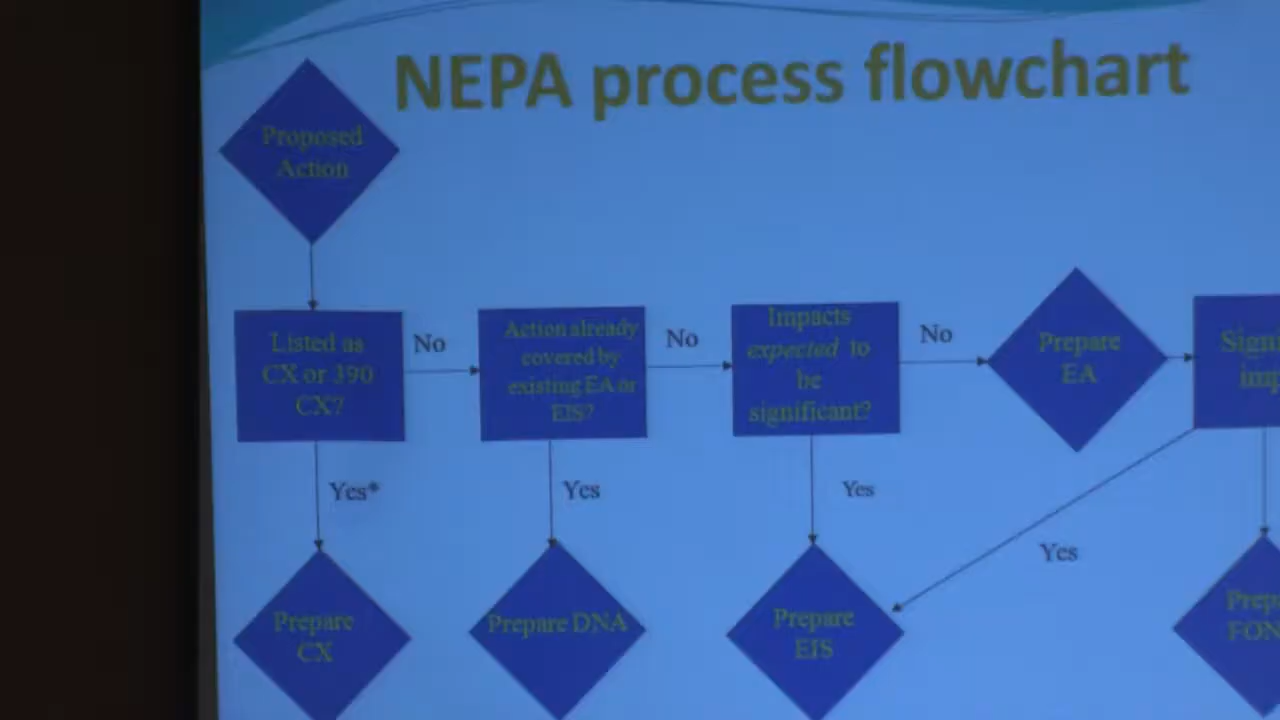 NEPA process flowchart
Proposed
Action
Listed as
CX or 390
CX?
No
Action already
covered by
existing EA or
EIS?
No
Impacts
expected to
be
significant?
No
Prepare
EA
Yes*
Yes
Yes
Yes
Prepare
CX
Prepare DNA
Prepare
EIS